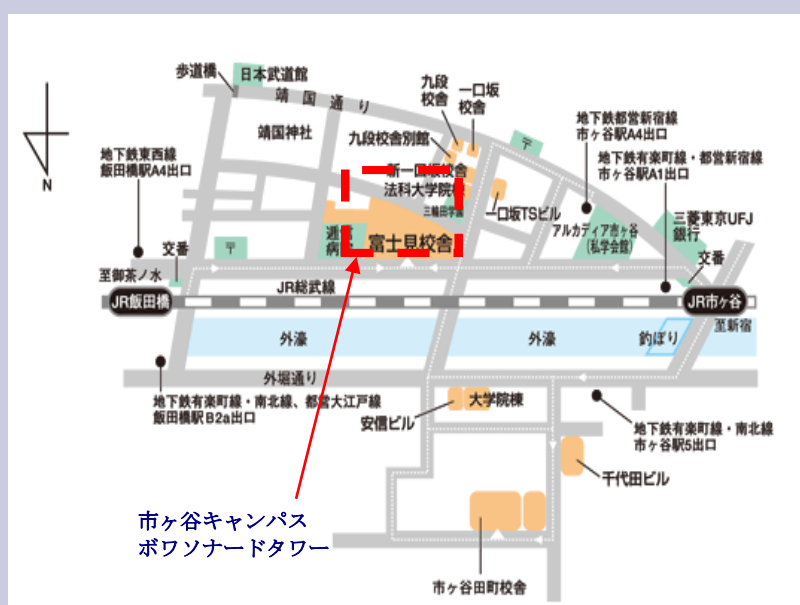 歩道橋
日本武道館
靖国通り
九段
校舎
一口坂
校舎
靖国神社
九段校舎別館
地下鉄都営新宿線
市ヶ谷駅A4出口
〒
地下鉄東西線
飯田橋駅A4出口
地下鉄有楽町線・都営新宿線
市ヶ谷駅A1出口
N
新一口坂校舎
法科大学院棟
三輪田学園
一口坂TSビル
アルカディア市ヶ谷
(私学会館)
三菱東京UFJ
銀行
逓信
病院
富士見校舎
交番
〒
交番
至御茶ノ水
JR総武線
JR飯田橋
JR市ヶ谷
至新宿
外濠
外濠
釣ぼり
外堀通り
地下鉄有楽町線・南北線、都営大江戸線
飯田橋駅B2a出口
安信ビル
大学院棟
地下鉄有楽町線・南北線
市ヶ谷駅5出口
千代田ビル
市ヶ谷キャンパス
ボワソナードタワー
市ヶ谷田町校舎